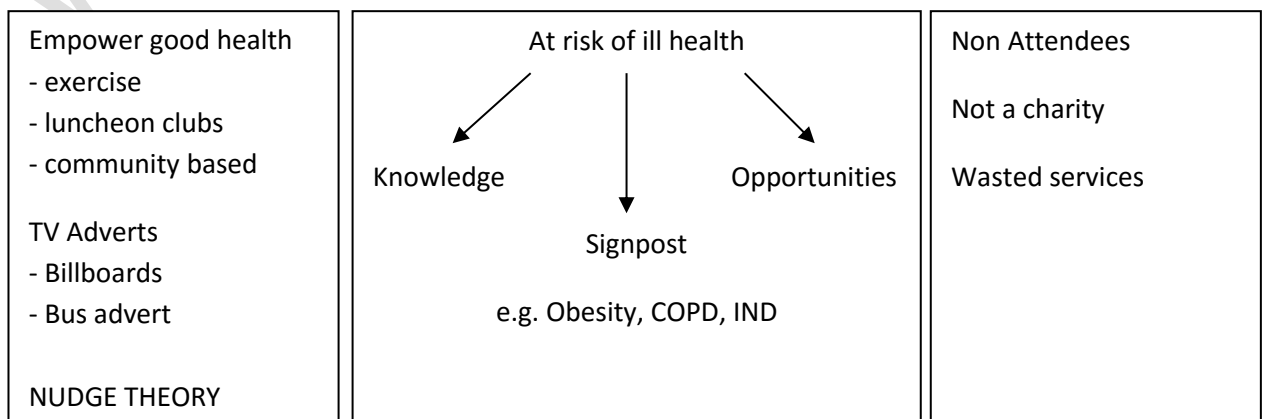 Empower good health
- exercise
- luncheon clubs
- community based
TV Adverts
- Billboards
- Bus advert
NUDGE THEORY
At risk of ill health
Knowledge
Opportunities
Signpost
e.g. Obesity, COPD, IND
Non Attendees
Not a charity
Wasted services